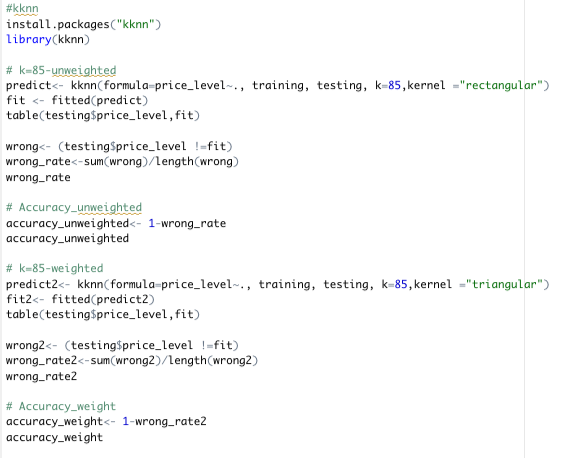 #kknn
install.packages("kknn")
library(kknn)
# k=85-unweighted
predict<- kknn(formula=price_level~., training, testing, k=85,kernel ="rectangular")
fit <- fitted(predict)
table(testing$price_level,fit)
wrong<- (testing$price_level !=fit)
wrong_rate<-sum(wrong)/length(wrong)
wrong_rate
# Accuracy_unweighted
accuracy_unweighted<- 1-wrong_rate
accuracy_unweighted
# k=85-weighted
predict2<- kknn(formula=price_level~., training, testing, k=85,kernel ="triangular")
fit2<- fitted(predict2)
table(testing$price_level,fit)
wrong2<- (testing$price_level !=fit)
wrong_rate2<-sum(wrong2)/length(wrong2)
wrong_rate2
# Accuracy_weight
accuracy_weight<- 1-wrong_rate2
accuracy_weight